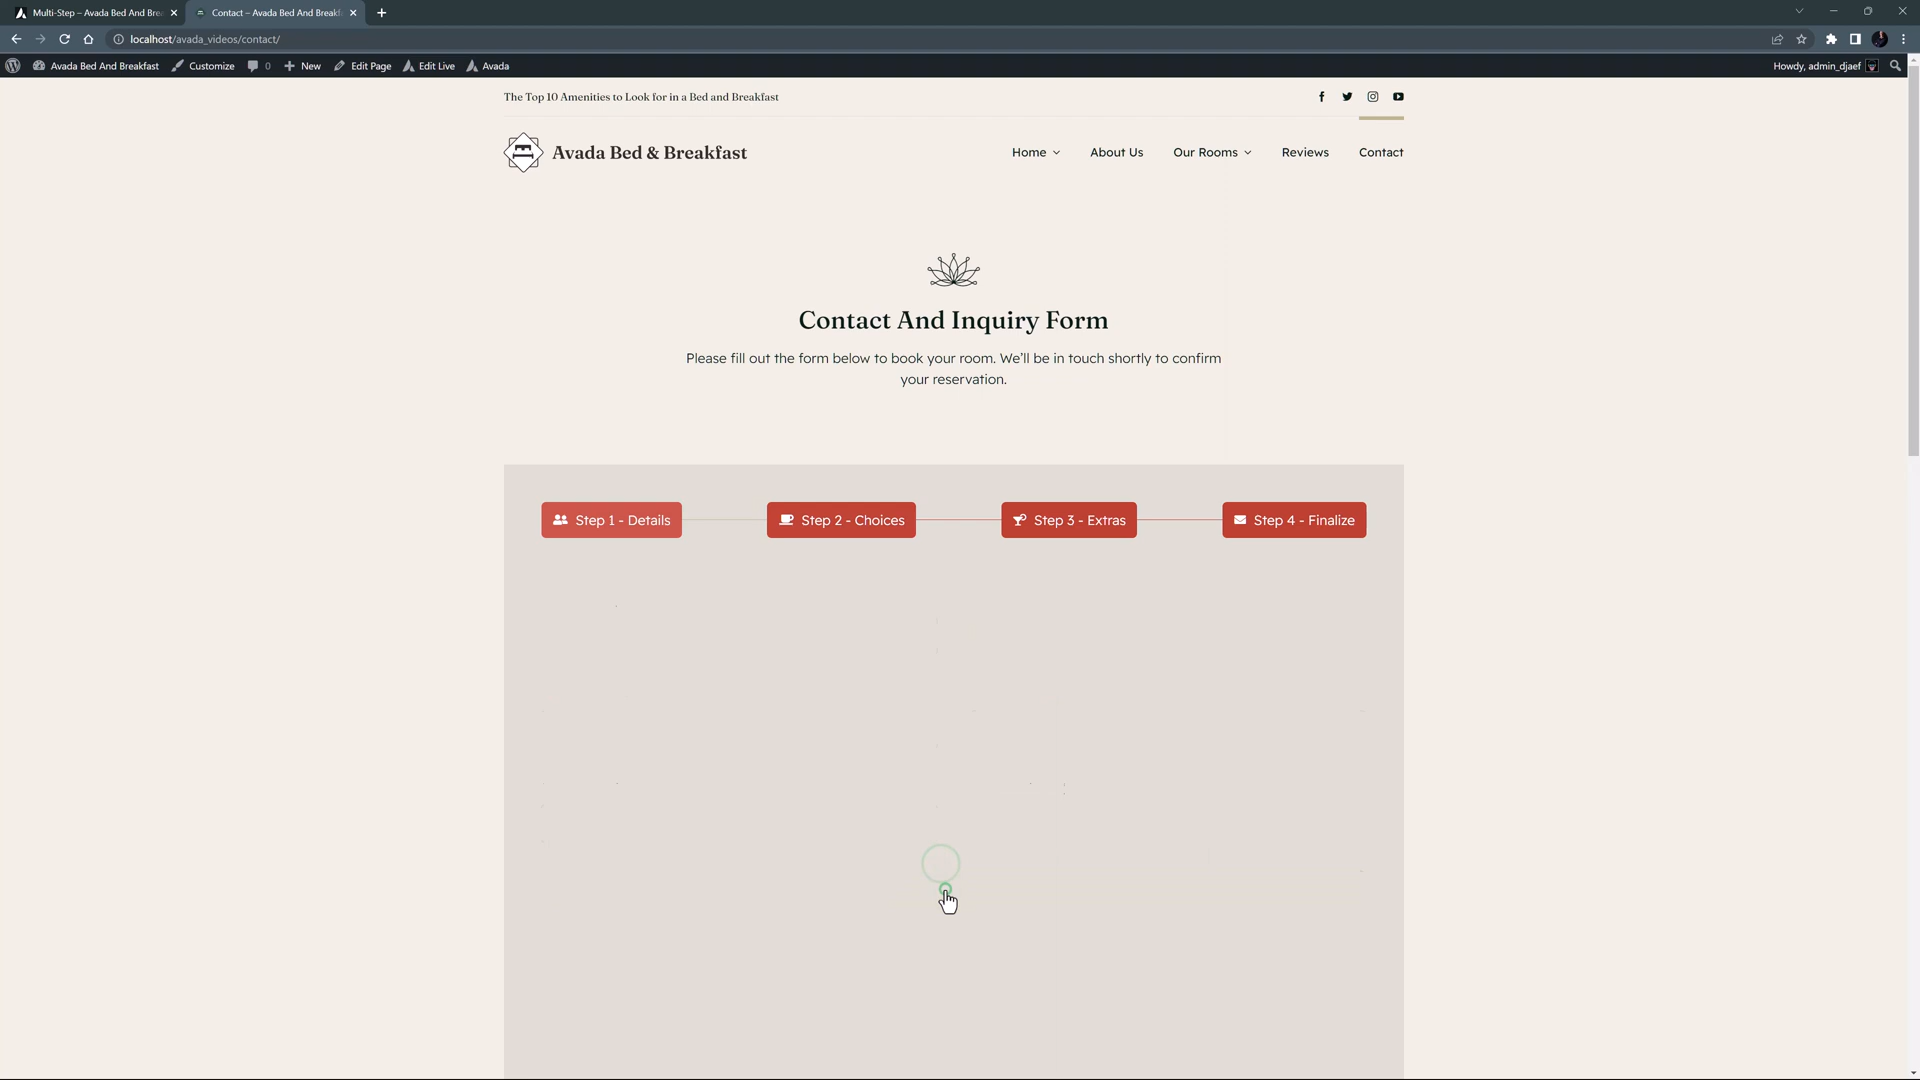 Multi-Step – Avada Bed And Bre
Contact – Avada Bed And Breakf
localhost/avada_videos/contact/
Avada Bed And Breakfast
Customize
0
New
Edit Page
Edit Live
Avada
Howdy, admin_djaef
The Top 10 Amenities to Look for in a Bed and Breakfast
Avada Bed & Breakfast
Home
About Us
Our Rooms
Reviews
Contact
Contact And Inquiry Form
Please fill out the form below to book your room. We’ll be in touch shortly to confirm
your reservation.
Step 1 - Details
Step 2 - Choices
Step 3 - Extras
Step 4 - Finalize